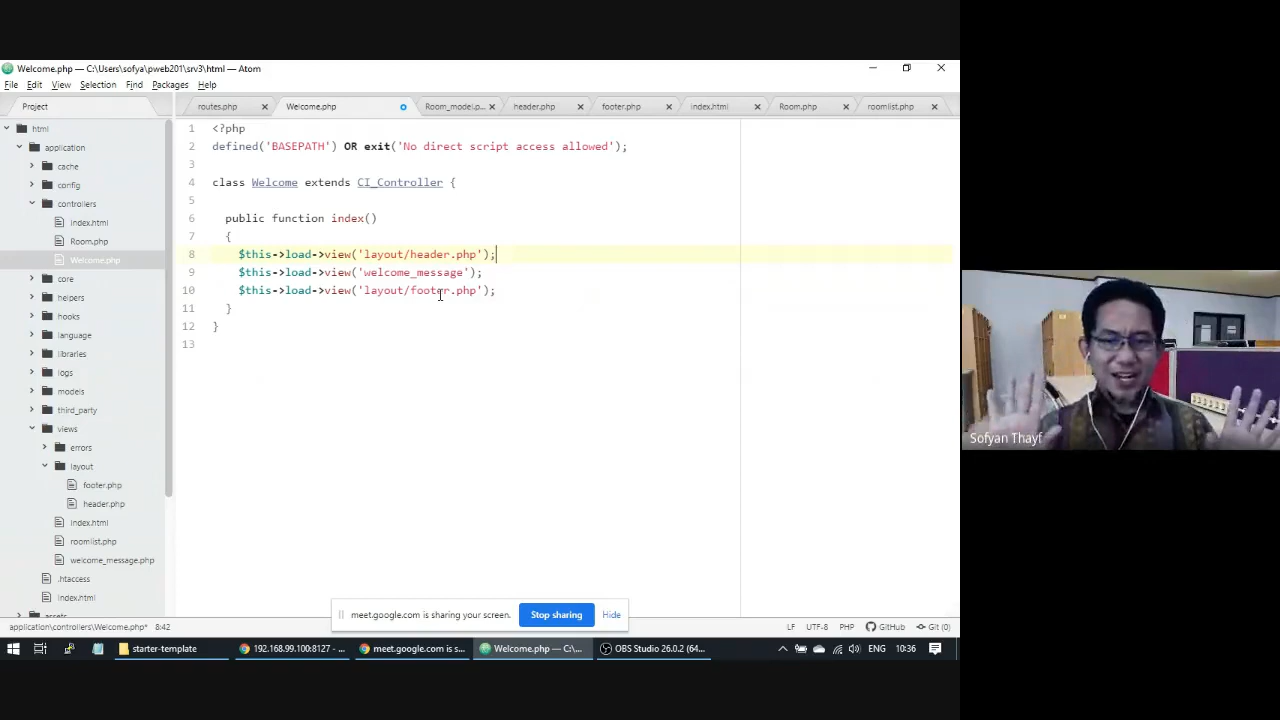 Welcome.php — C:\Users\sofya\pweb201\srv3\html — Atom
File Edit View Selection Find Packages Help
Project
routes.php Welcome.php Room_model.p... header.php footer.php index.html Room.php roomlist.php
html
application
cache
config
controllers
index.html
Room.php
Welcome.php
core
helpers
hooks
language
libraries
logs
models
third_party
views
errors
layout
footer.php
header.php
index.html
roomlist.php
welcome_message.php
.htaccess
index.html
assets
1 <?php
2 defined('BASEPATH') OR exit('No direct script access allowed');
3
4 class Welcome extends CI_Controller {
5
6 public function index()
7 {
8 $this->load->view('layout/header.php');
9 $this->load->view('welcome_message');
10 $this->load->view('layout/footer.php');
11 }
12 }
13
Sofyan Thayf
meet.google.com is sharing your screen. Stop sharing Hide
application\controllers\Welcome.php* 8:42 LF UTF-8 PHP GitHub Git (0)
starter-template 192.168.99.100:8127 - ... meet.google.com is s... Welcome.php — C:\... OBS Studio 26.0.2 (64... ENG 10:36